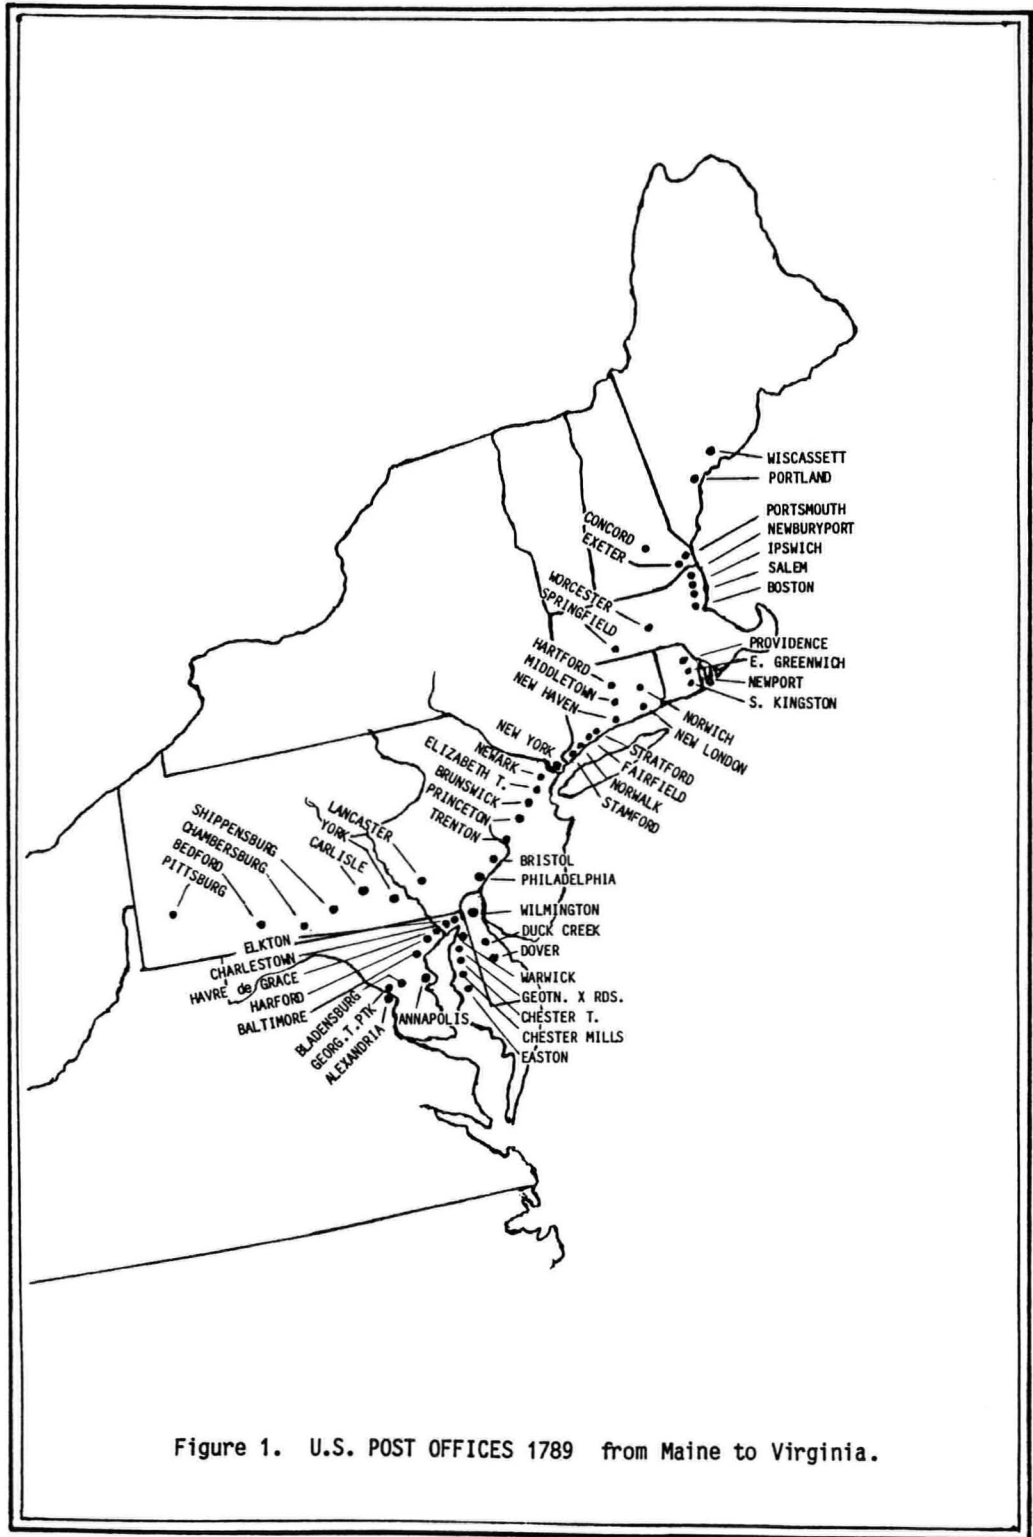 WISCASSETT
PORTLAND
PORTSMOUTH
NEWBURYPORT
IPSWICH
SALEM
BOSTON
CONCORD
EXETER
WORCESTER
SPRINGFIELD
PROVIDENCE
E. GREENWICH
NEWPORT
S. KINGSTON
HARTFORD
MIDDLETOWN
NEW HAVEN
NORWICH
NEW LONDON
NEW YORK
NEWARK
ELIZABETH T.
BRUNSWICK
PRINCETON
TRENTON
STRATFORD
FAIRFIELD
NORWALK
STAMFORD
LANCASTER
YORK
CARLISLE
SHIPPENSBURG
CHAMBERSBURG
BEDFORD
PITTSBURG
BRISTOL
PHILADELPHIA
WILMINGTON
DUCK CREEK
DOVER
WARWICK
GEOTN. X RDS.
CHESTER T.
CHESTER MILLS
EASTON
ELKTON
CHARLESTOWN
HAVRE de GRACE
HARFORD
BALTIMORE
ANNAPOLIS
BLADENSBURG
GEORG.T.PTK
ALEXANDRIA
Figure 1. U.S. POST OFFICES 1789 from Maine to Virginia.